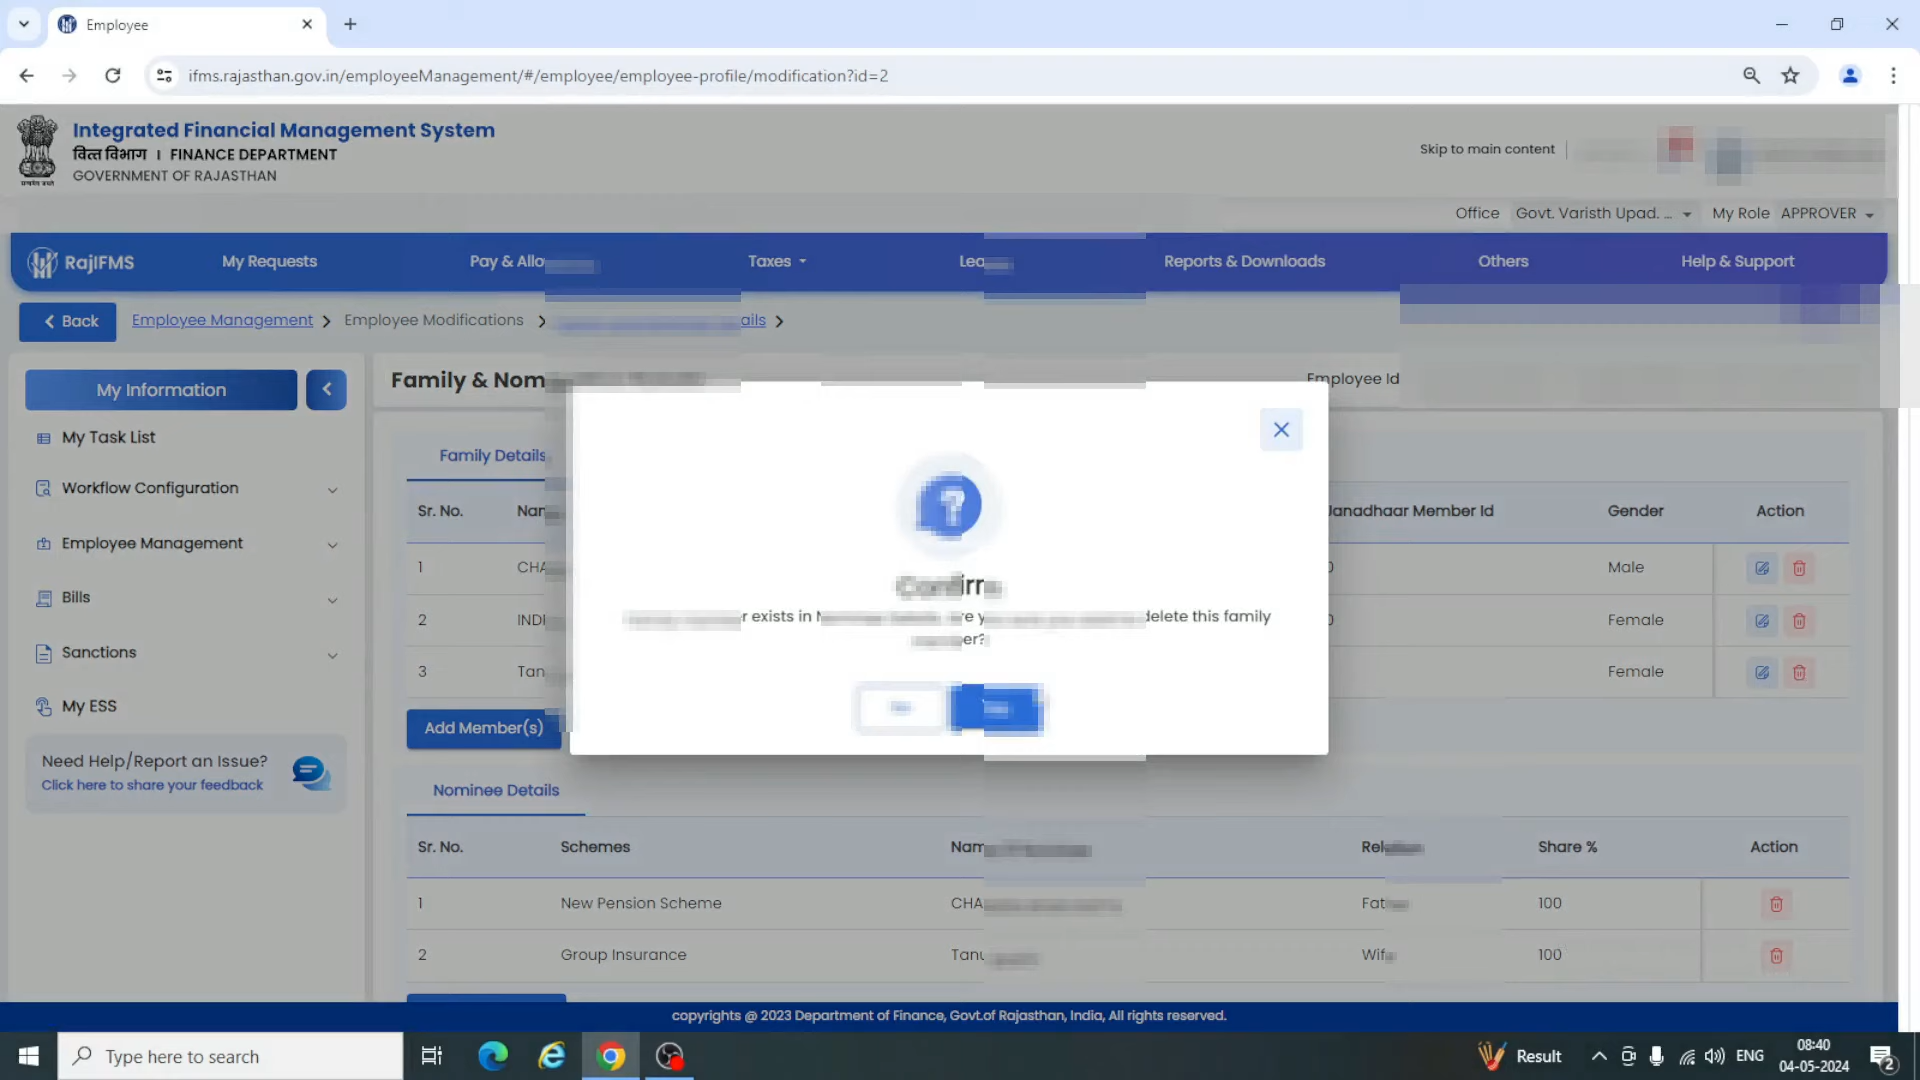 Employee
ifms.rajasthan.gov.in/employeeManagement/#/employee/employee-profile/modification?id=2
Integrated Financial Management System
वित्त विभाग । FINANCE DEPARTMENT
GOVERNMENT OF RAJASTHAN
Skip to main content
Office Govt. Varisth Upad. ... My Role APPROVER
RajIFMS My Requests Pay & Allo Taxes Lea Reports & Downloads Others Help & Support
Back Employee Management Employee Modifications ails
My Information
Family & Nom
Employee Id
My Task List
Workflow Configuration
Employee Management
Bills
Sanctions
My ESS
Need Help/Report an Issue?
Click here to share your feedback
Family Details
Sr. No. Nam Janadhaar Member Id Gender Action
1 CHA Male
2 INDI Female
3 Tan Female
Add Member(s)
Confirm
exists in delete this family
Nominee Details
Sr. No. Schemes Nam Relation Share % Action
1 New Pension Scheme CHA Father 100
2 Group Insurance Tanu Wife 100
copyrights @ 2023 Department of Finance, Govt.of Rajasthan, India, All rights reserved.
Type here to search
Result
ENG
08:40
04-05-2024
2